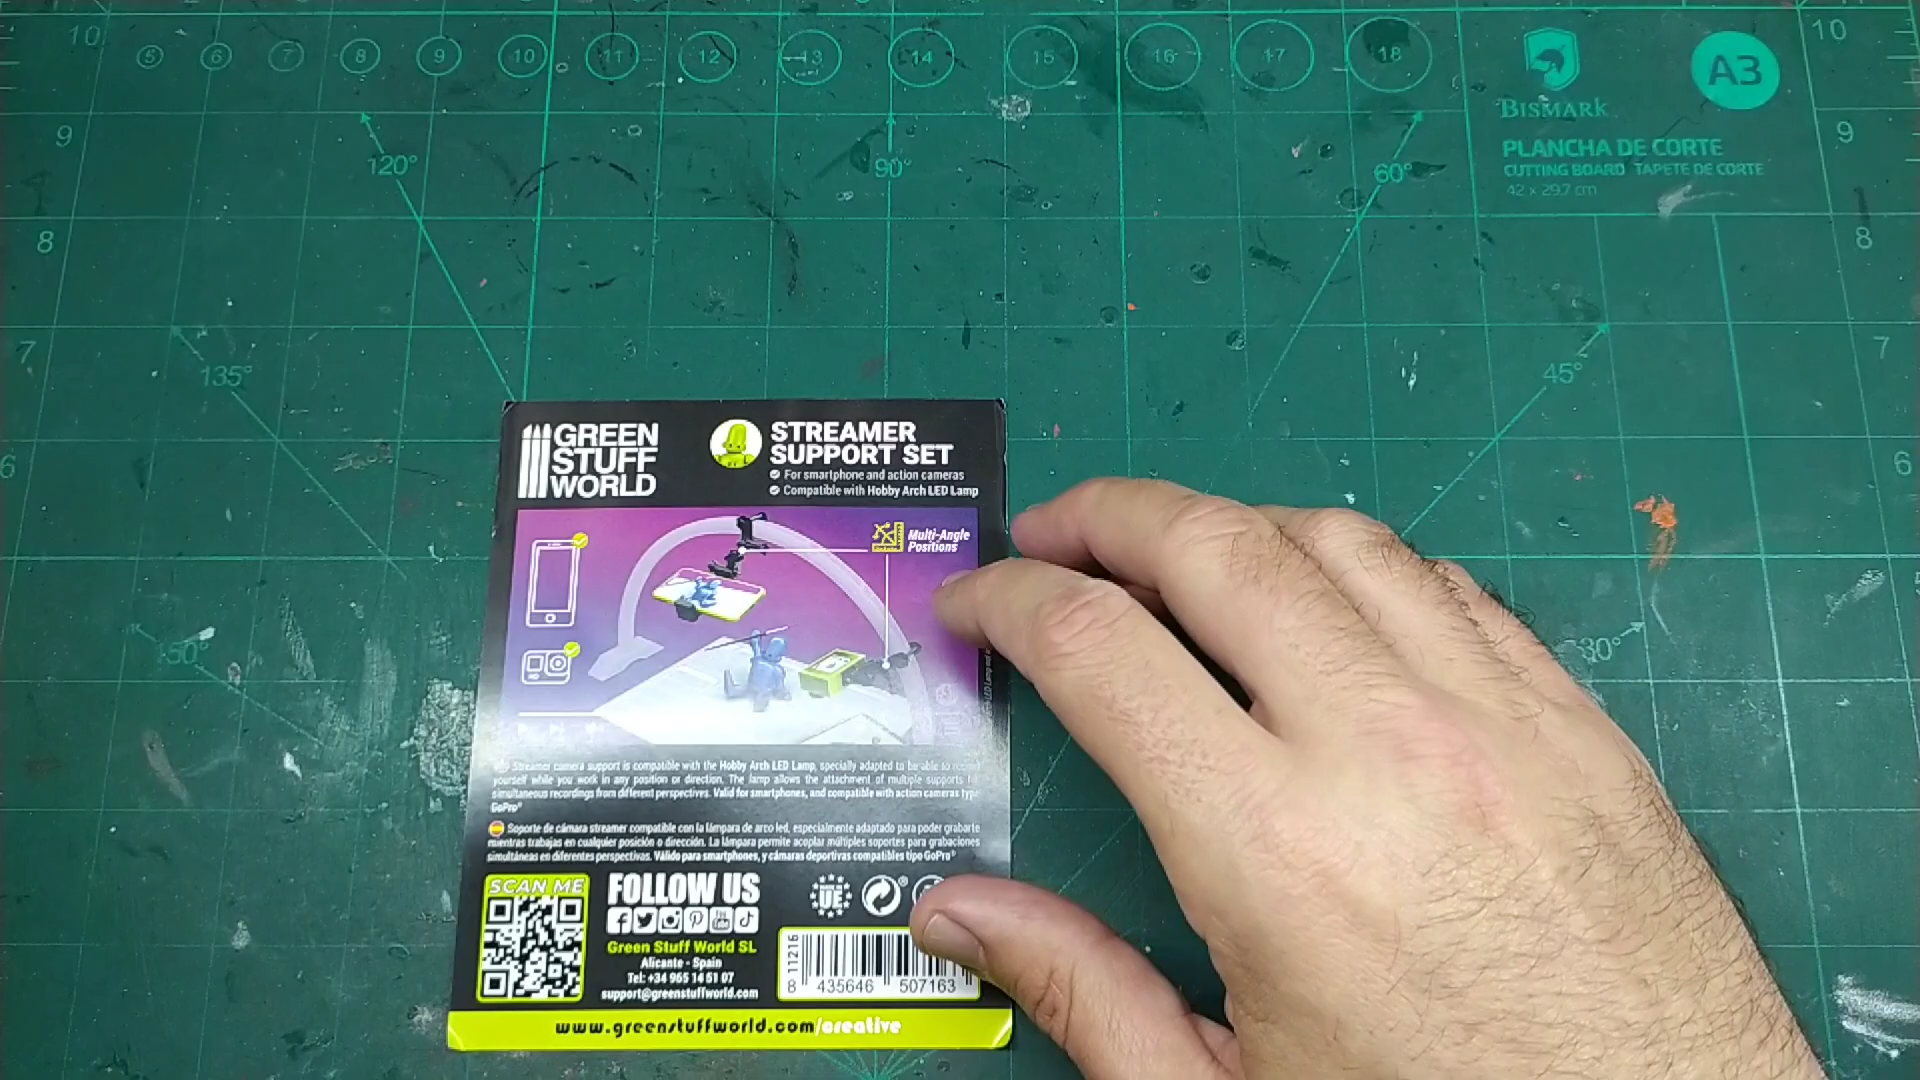 10 5 6 7 8 9 10 11 12 13 14 15 16 17 18 10
BISMARK
A3
PLANCHA DE CORTE
CUTTING BOARD TAPETE DE CORTE
42 x 29.7 cm
9 120° 90° 60° 9
8 8
7 135° 45° 7
6 6
30°
GREEN
STUFF
WORLD
STREAMER
SUPPORT SET
For smartphone and action cameras
Compatible with Hobby Arch LED Lamp
Multi-Angle
Positions
HD
Streamer camera support is compatible with the Hobby Arch LED Lamp, specially adapted to be able to
yourself while you work in any position or direction. The lamp allows the attachment of multiple supports
simultaneous recordings from different perspectives. Valid for smartphones, and compatible with action cameras
GoPro®
Soporte de cámara streamer compatible con la lámpara de arco led, especialmente adaptado para poder grabarte
mientras trabajas en cualquier posición o dirección. La lámpara permite acoplar múltiples soportes para grabaciones
simultáneas en diferentes perspectivas. Válido para smartphones, y cámaras deportivas compatibles tipo GoPro®
SCAN ME
FOLLOW US
MADE IN
UE
Green Stuff World SL
Alicante - Spain
Tel: +34 965 14 61 07
support@greenstuffworld.com
11216
8 435646 507163
www.greenstuffworld.com/creative